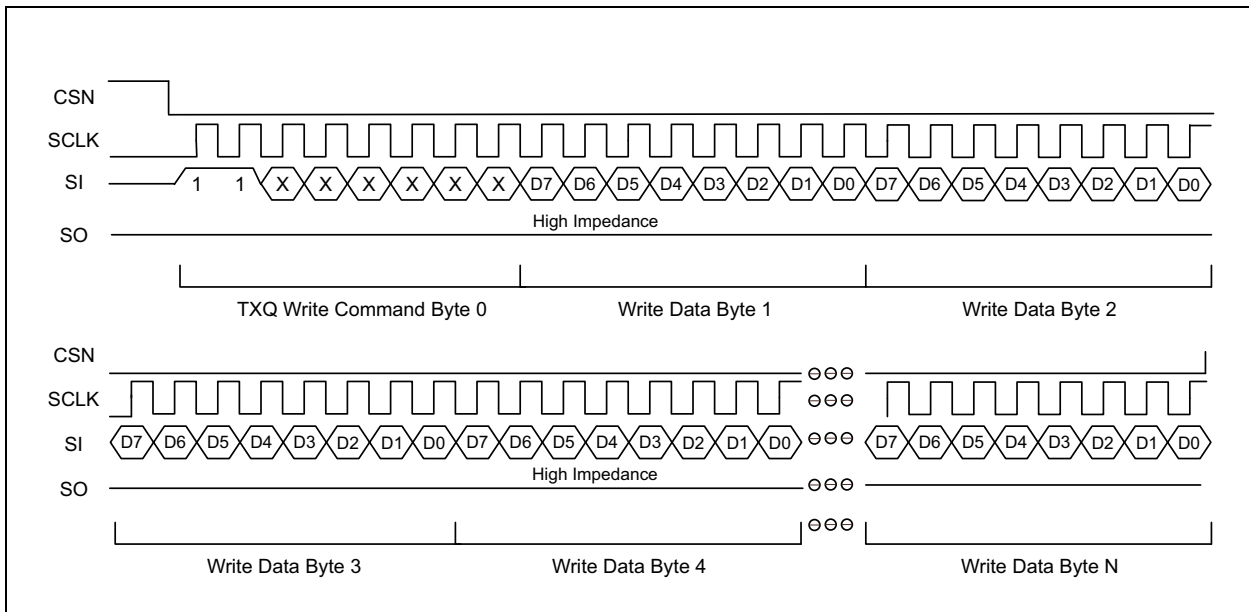 CSN
SCLK
SI 1 1 X X X X X X D7 D6 D5 D4 D3 D2 D1 D0 D7 D6 D5 D4 D3 D2 D1 D0
High Impedance
SO
TXQ Write Command Byte 0 Write Data Byte 1 Write Data Byte 2
CSN
SCLK
SI D7 D6 D5 D4 D3 D2 D1 D0 D7 D6 D5 D4 D3 D2 D1 D0 D7 D6 D5 D4 D3 D2 D1 D0
High Impedance
SO
Write Data Byte 3 Write Data Byte 4 Write Data Byte N